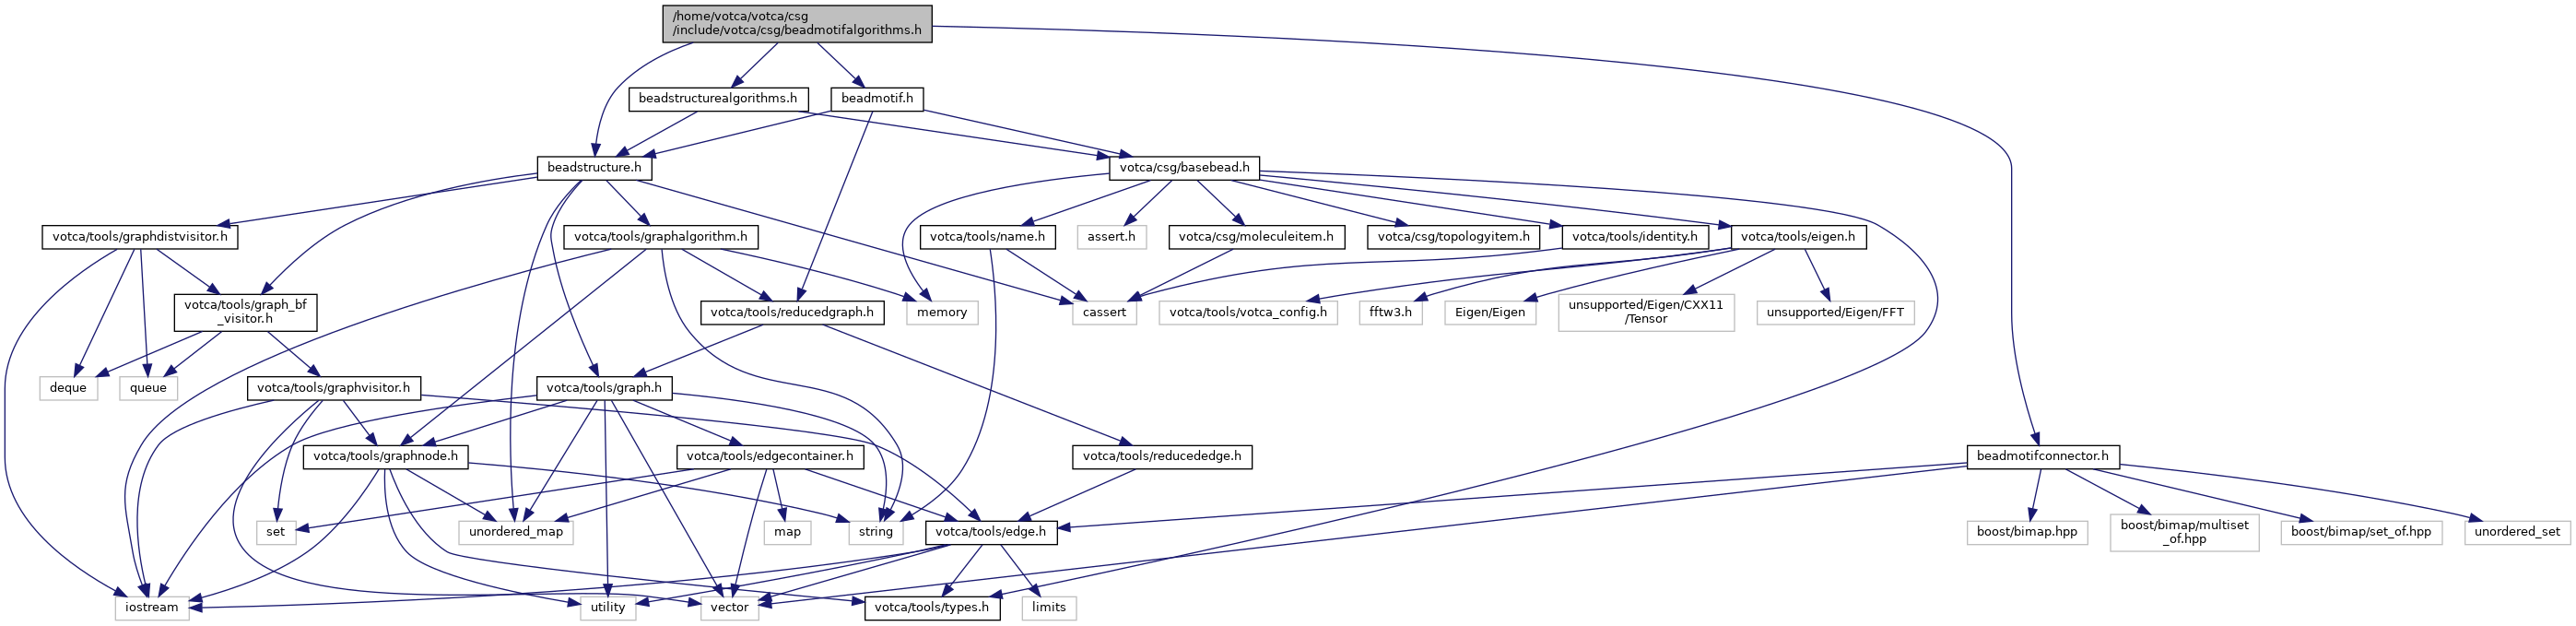 /home/votca/votca/csg
/include/votca/csg/beadmotifalgorithms.h
beadstructurealgorithms.h
beadmotif.h
beadstructure.h
votca/csg/basebead.h
votca/tools/graphdistvisitor.h
votca/tools/graphalgorithm.h
votca/tools/name.h
assert.h
votca/csg/moleculeitem.h
votca/csg/topologyitem.h
votca/tools/identity.h
votca/tools/eigen.h
votca/tools/graph_bf
_visitor.h
votca/tools/reducedgraph.h
memory
cassert
votca/tools/votca_config.h
fftw3.h
Eigen/Eigen
unsupported/Eigen/CXX11
/Tensor
unsupported/Eigen/FFT
deque
queue
votca/tools/graphvisitor.h
votca/tools/graph.h
votca/tools/graphnode.h
votca/tools/edgecontainer.h
votca/tools/reducededge.h
beadmotifconnector.h
set
unordered_map
map
string
votca/tools/edge.h
boost/bimap.hpp
boost/bimap/multiset
_of.hpp
boost/bimap/set_of.hpp
unordered_set
iostream
utility
vector
votca/tools/types.h
limits